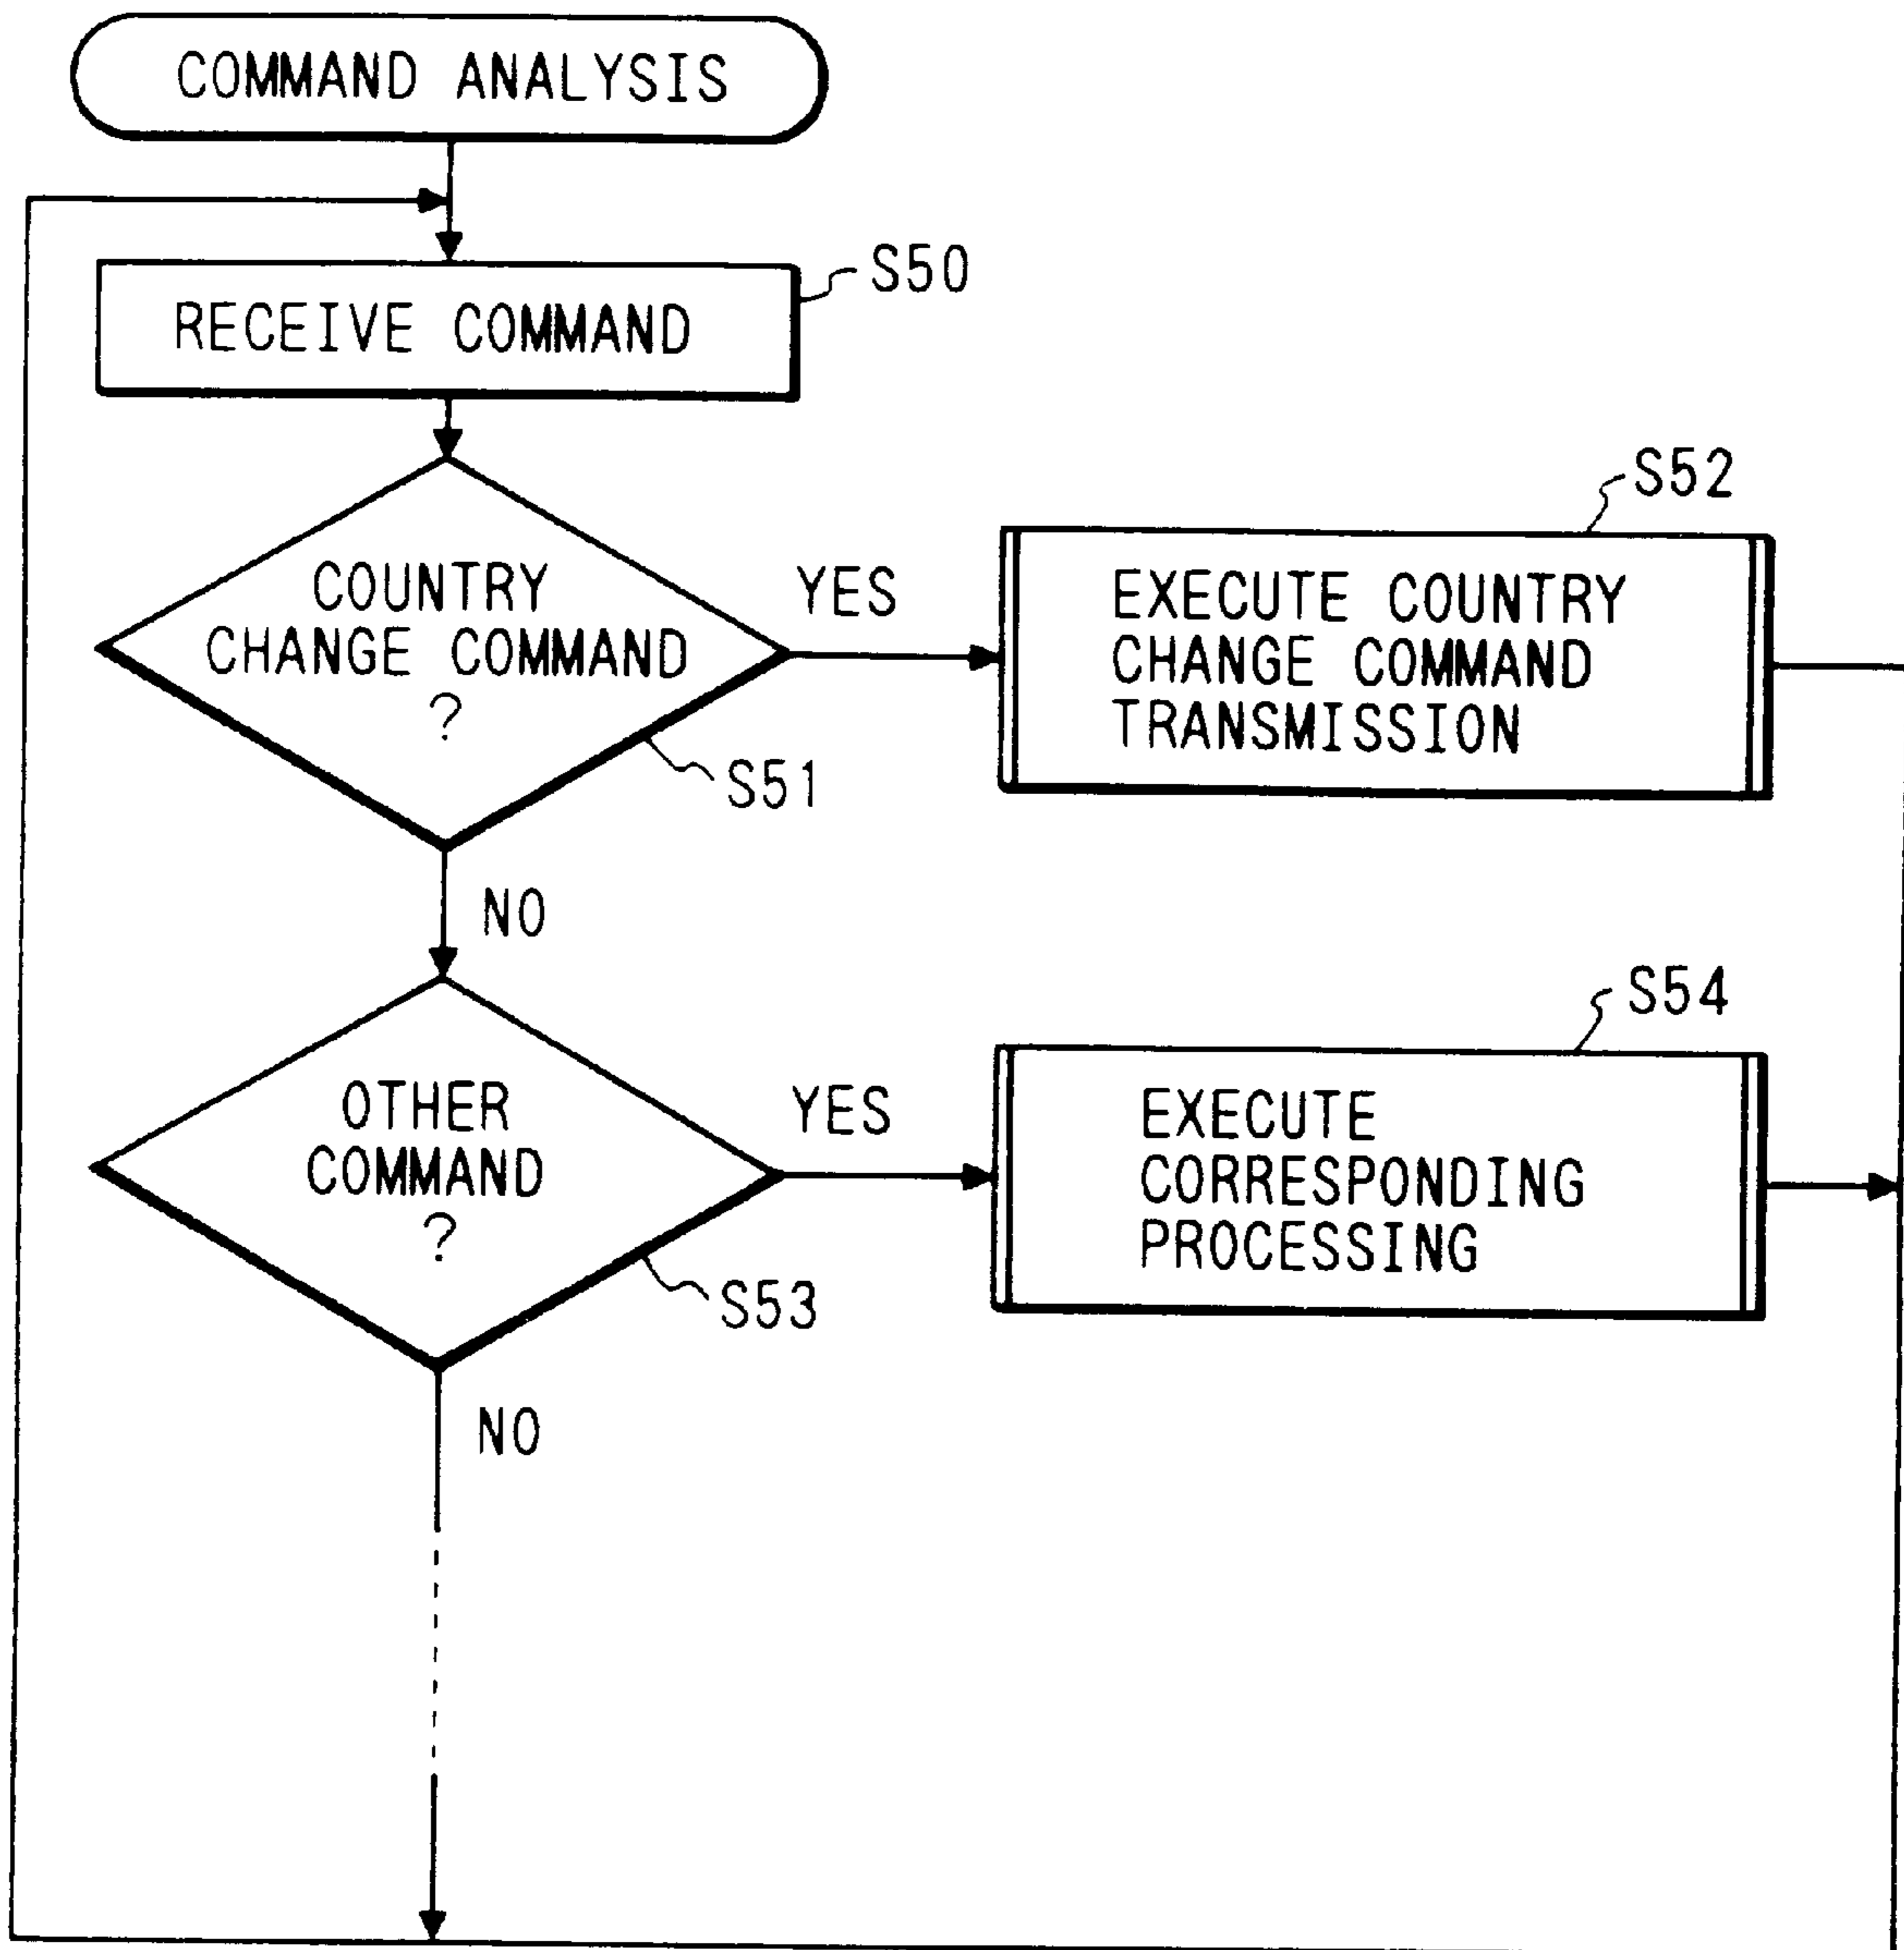 COMMAND ANALYSIS
S50
RECEIVE COMMAND
S52
COUNTRY
CHANGE COMMAND
?
YES
EXECUTE COUNTRY
CHANGE COMMAND
TRANSMISSION
S51
NO
S54
OTHER
COMMAND
?
YES
EXECUTE
CORRESPONDING
PROCESSING
S53
NO